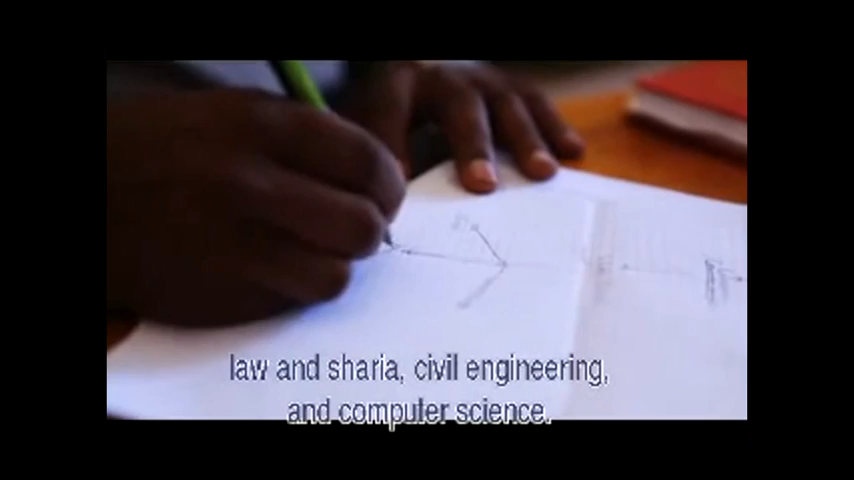 law and sharia, civil engineering,
and computer science.